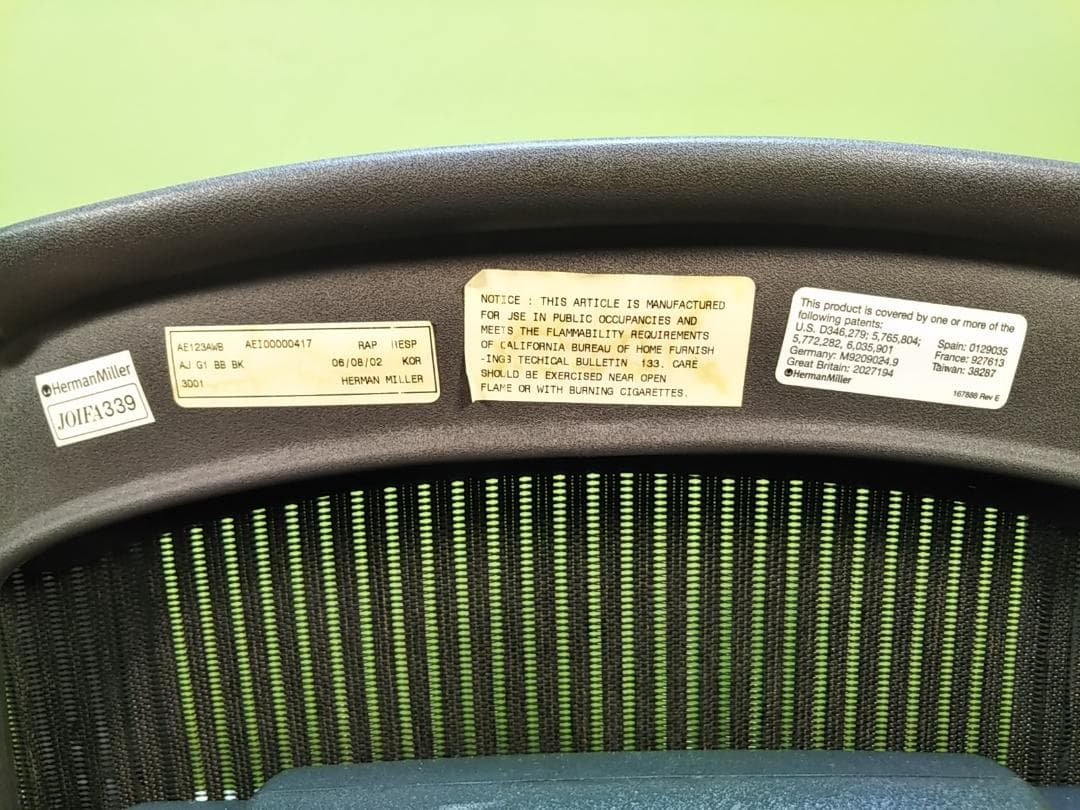 HermanMiller
JOIFA339
AE123AWB AEI00000417 RAP
AJ G1 BB BK 06/08/02 KOR
3D01 HERMAN MILLER
NOTICE : THIS ARTICLE IS MANUFACTURED
FOR USE IN PUBLIC OCCUPANCIES AND
MEETS THE FLAMMABILITY REQUIREMENTS
OF CALIFORNIA BUREAU OF HOME FURNISH
-INGS TECHICAL BULLETIN 133. CARE
SHOULD BE EXERCISED NEAR OPEN
FLAME OR WITH BURNING CIGARETTES.
This product is covered by one or more of the
following patents:
U.S. D346,279; 5,765,804;
5,772,282, 6,035,901
Germany: M9209034.9
Great Britain: 2027194
Spain: 0129035
France: 927613
Taiwan: 38287
HermanMiller
167888 Rev E